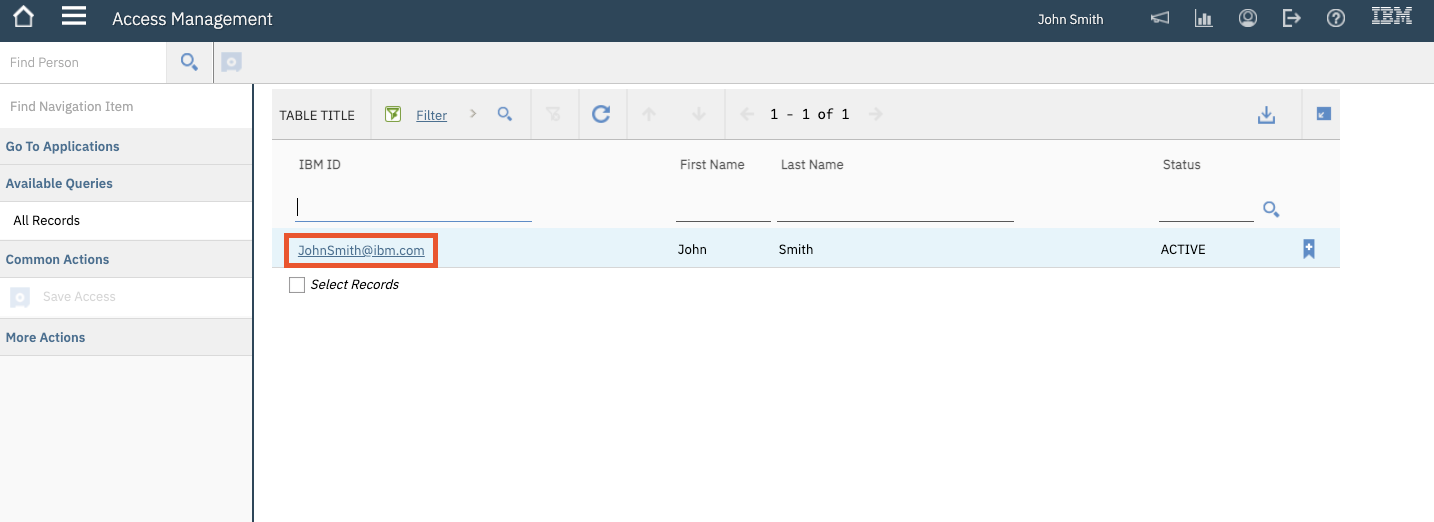 Access Management
John Smith
IBM
Find Person
Find Navigation Item
Go To Applications
Available Queries
All Records
Common Actions
Save Access
More Actions
TABLE TITLE Filter 1 - 1 of 1
IBM ID First Name Last Name Status
JohnSmith@ibm.com John Smith ACTIVE
Select Records